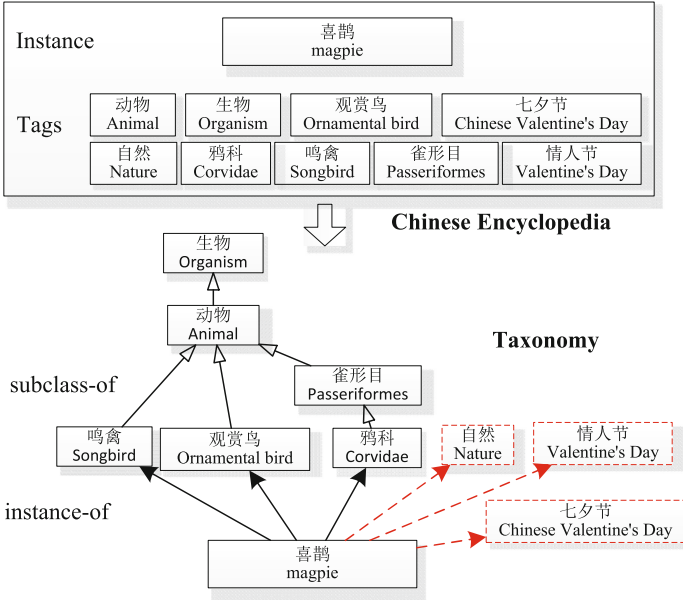 Instance
喜鹊
magpie
Tags
动物
Animal
生物
Organism
观赏鸟
Ornamental bird
七夕节
Chinese Valentine's Day
自然
Nature
鸦科
Corvidae
鸣禽
Songbird
雀形目
Passeriformes
情人节
Valentine's Day
Chinese Encyclopedia
生物
Organism
动物
Animal
Taxonomy
subclass-of
雀形目
Passeriformes
鸣禽
Songbird
观赏鸟
Ornamental bird
鸦科
Corvidae
自然
Nature
情人节
Valentine's Day
instance-of
七夕节
Chinese Valentine's Day
喜鹊
magpie